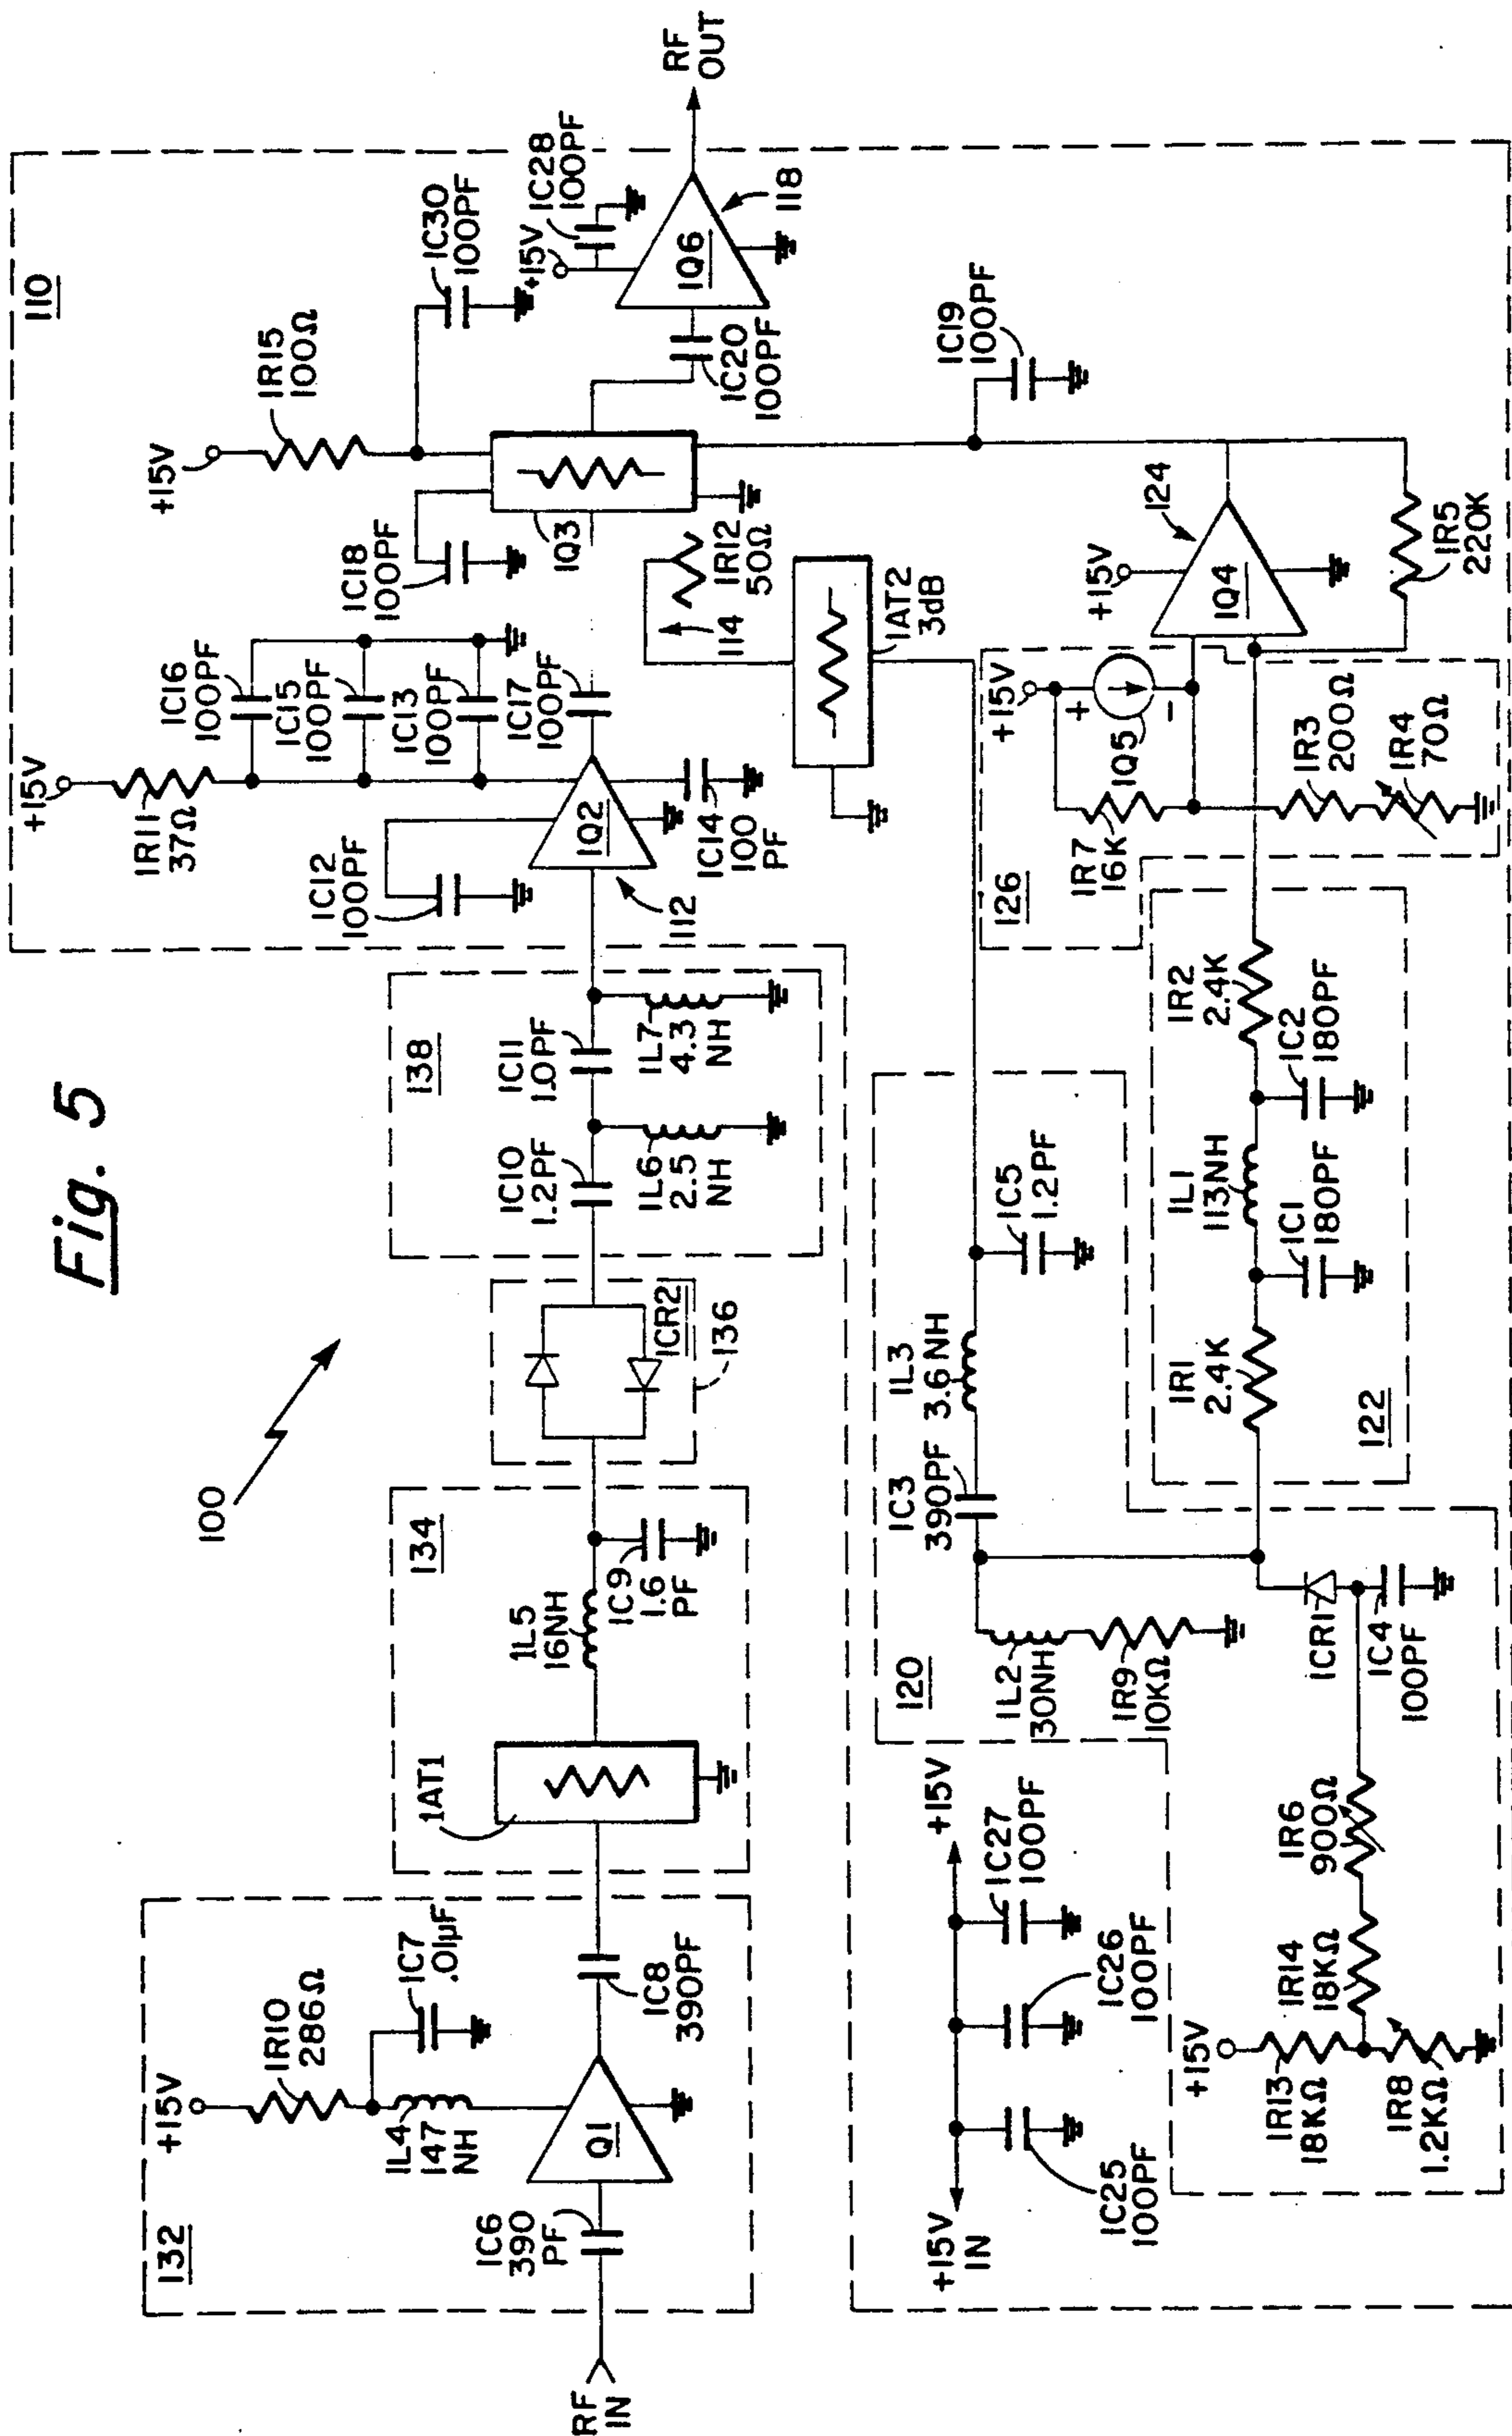 Fig. 5
100
110
132
+15V
1R10
286Ω
1C7
.01µF
1L4
147
NH
Q1
1C6
390
PF
RF
IN
1C8
390PF
134
1AT1
1L5
16NH
1C9
1.6
PF
1CR2
136
138
1C10
1.2PF
1C11
1.0PF
1L6
2.5
NH
1L7
4.3
NH
+15V
1R11
37Ω
1C12
100PF
1Q2
112
1C14
100
PF
1C16
100PF
1C15
100PF
1C13
100PF
1C17
100PF
+15V
1R15
100Ω
1C18
100PF
1Q3
1C30
100PF
1C20
100PF
+15V
1C28
100PF
1Q6
118
RF
OUT
1R12
50Ω
114
1AT2
3dB
1C19
100PF
120
1L2
30NH
1R9
10KΩ
1C3
390PF
1L3
3.6NH
1C5
1.2PF
+15V
IN
+15V
1C25
100PF
1C26
100PF
1C27
100PF
+15V
1R13
18KΩ
1R8
1.2KΩ
1R14
18KΩ
1R6
900Ω
1CR1
1C4
100PF
122
1R1
2.4K
1L1
113NH
1C1
180PF
1C2
180PF
1R2
2.4K
126
+15V
+
-
1Q5
1R7
16K
1R3
200Ω
1R4
70Ω
+15V
124
1Q4
1R5
220K